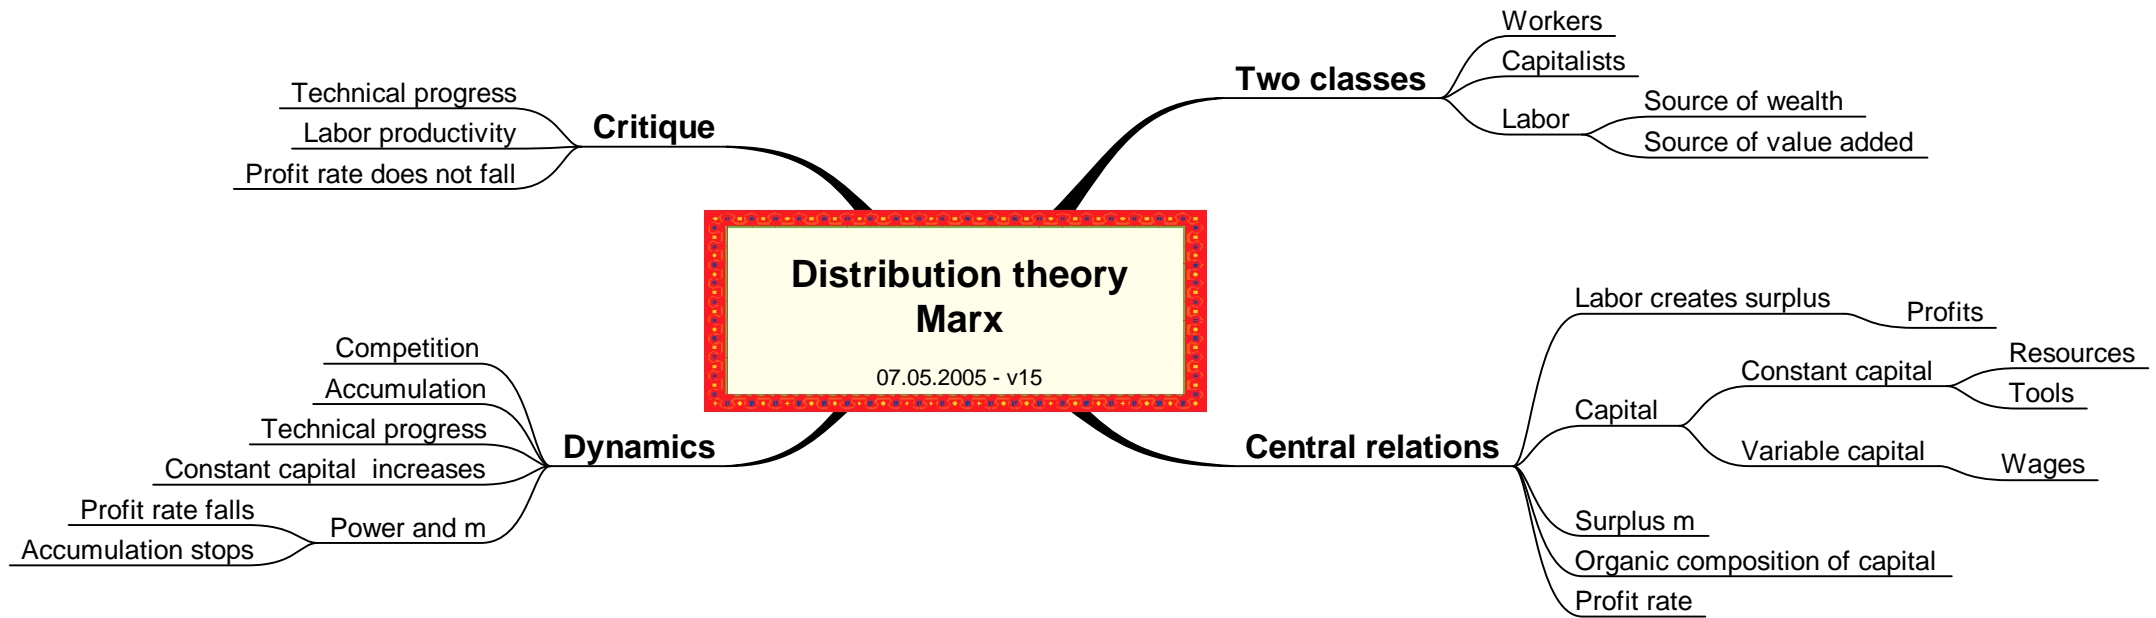 Distribution theory
Marx
07.05.2005 - v15
Two classes
Workers
Capitalists
Labor
Source of wealth
Source of value added
Central relations
Labor creates surplus
Profits
Capital
Constant capital
Resources
Tools
Variable capital
Wages
Surplus m
Organic composition of capital
Profit rate
Critique
Technical progress
Labor productivity
Profit rate does not fall
Dynamics
Competition
Accumulation
Technical progress
Constant capital  increases
Power and m
Profit rate falls
Accumulation stops